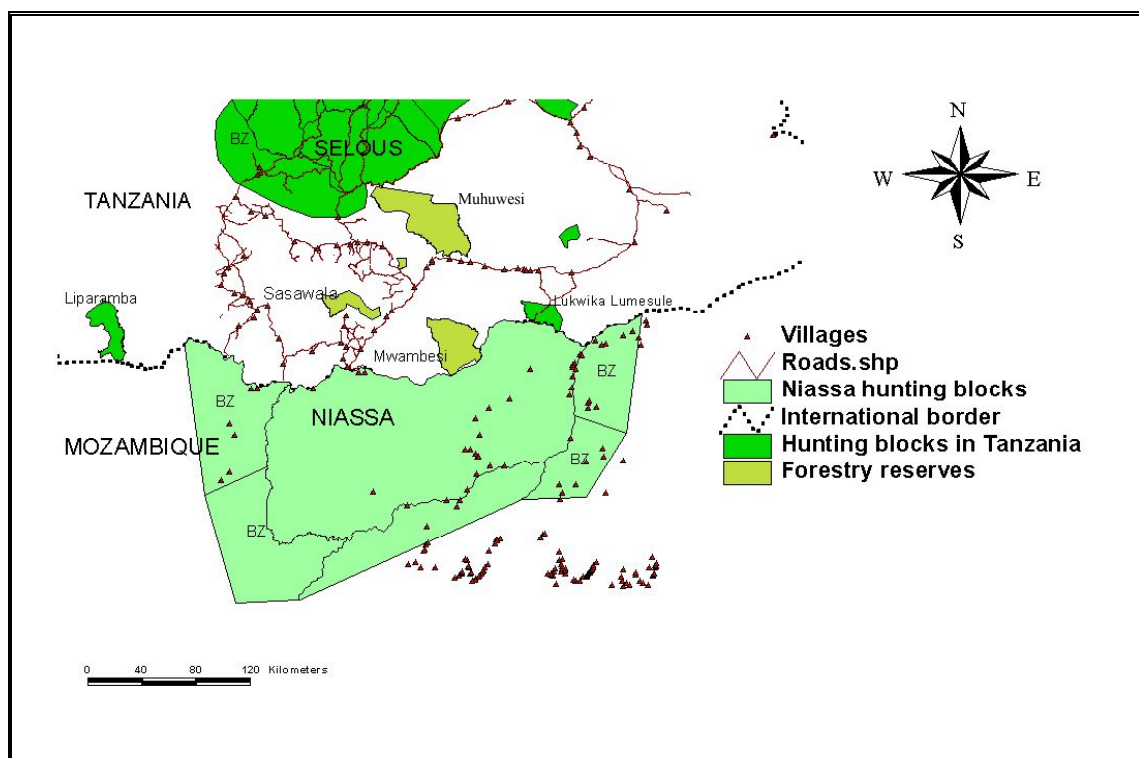 N
W
E
S
BZ
SELOUS
TANZANIA
Muhuwesi
Liparamba
Sasawala
Lukwika Lumesule
Mwambesi
BZ
BZ
NIASSA
MOZAMBIQUE
BZ
BZ
Villages
Roads.shp
Niassa hunting blocks
International border
Hunting blocks in Tanzania
Forestry reserves
0 40 80 120 Kilometers